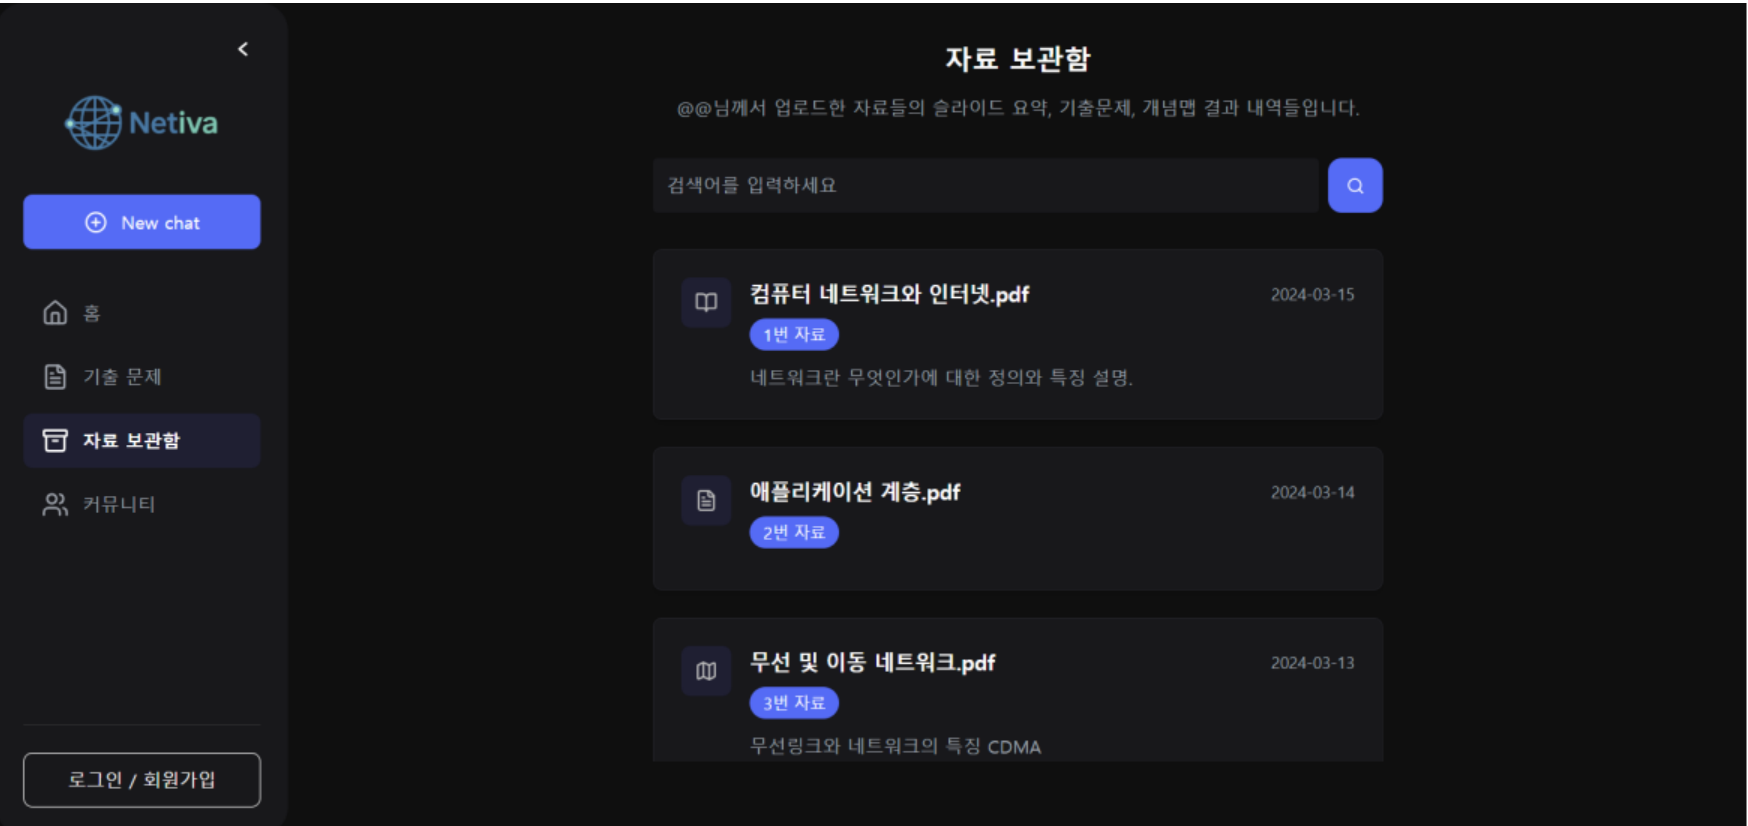 Netiva
New chat
홈
기출 문제
자료 보관함
커뮤니티
로그인 / 회원가입
자료 보관함
@@님께서 업로드한 자료들의 슬라이드 요약, 기출문제, 개념맵 결과 내역들입니다.
검색어를 입력하세요
컴퓨터 네트워크와 인터넷.pdf
2024-03-15
1번 자료
네트워크란 무엇인가에 대한 정의와 특징 설명.
애플리케이션 계층.pdf
2024-03-14
2번 자료
무선 및 이동 네트워크.pdf
2024-03-13
3번 자료
무선링크와 네트워크의 특징 CDMA